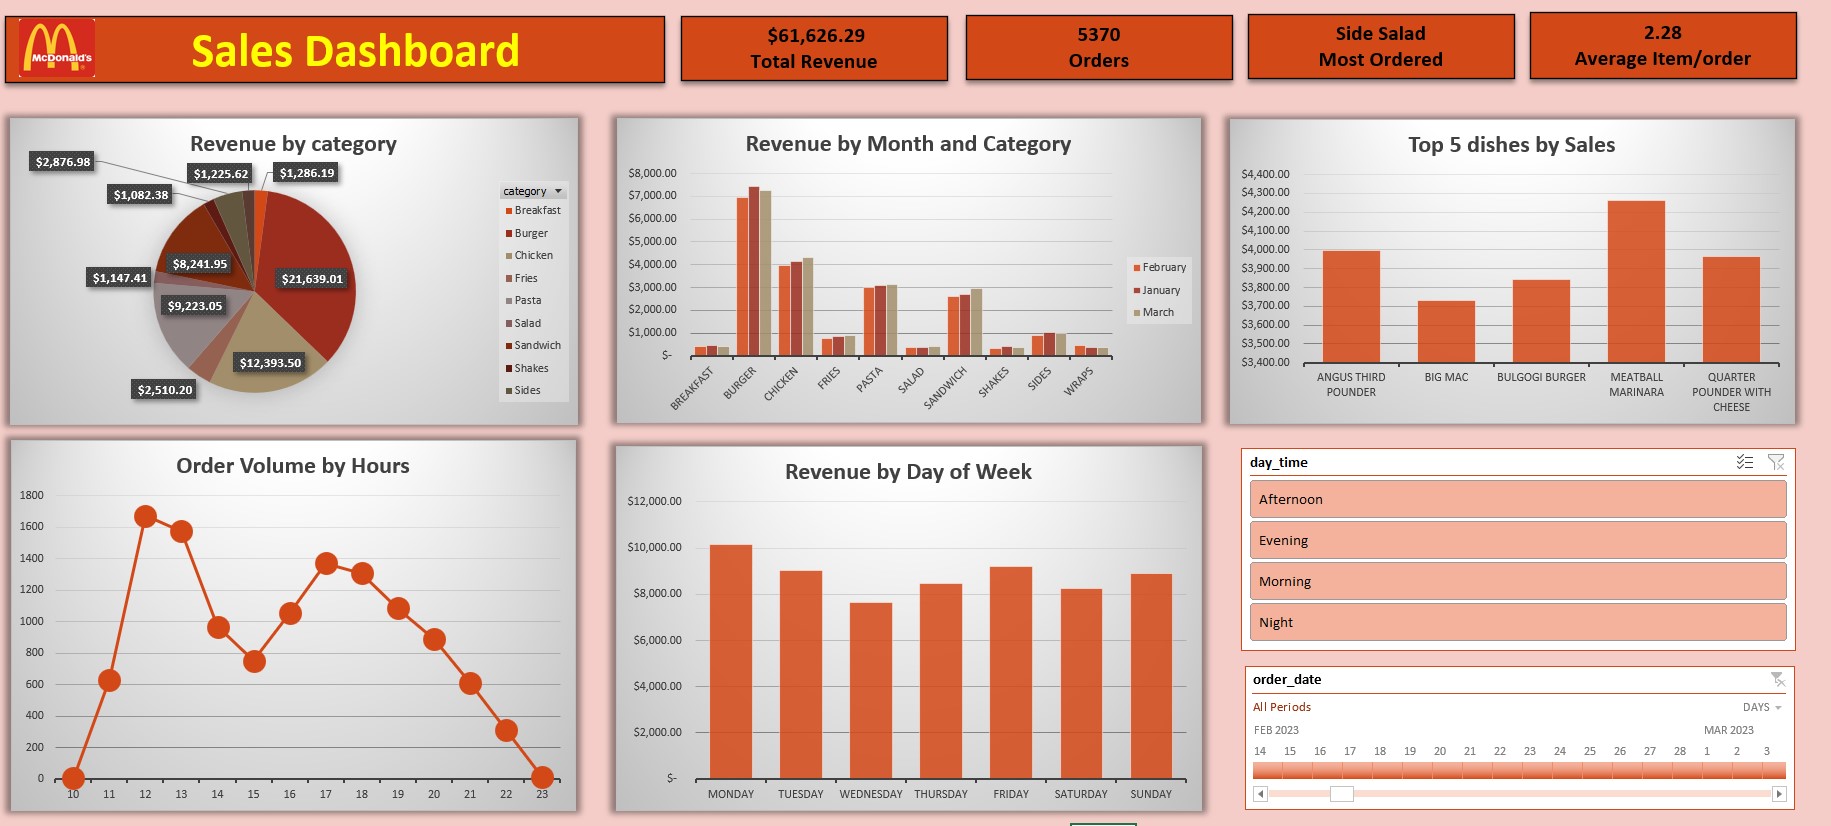 McDonald's
Sales Dashboard
$61,626.29
Total Revenue
5370
Orders
Side Salad
Most Ordered
2.28
Average Item/order
Revenue by category
$2,876.98
$1,225.62
$1,286.19
$1,082.38
$8,241.95
$1,147.41
$21,639.01
$9,223.05
$12,393.50
$2,510.20
category
Breakfast
Burger
Chicken
Fries
Pasta
Salad
Sandwich
Shakes
Sides
Revenue by Month and Category
$8,000.00
$7,000.00
$6,000.00
$5,000.00
$4,000.00
$3,000.00
$2,000.00
$1,000.00
$-
BREAKFAST
BURGER
CHICKEN
FRIES
PASTA
SALAD
SANDWICH
SHAKES
SIDES
WRAPS
February
January
March
Top 5 dishes by Sales
$4,400.00
$4,300.00
$4,200.00
$4,100.00
$4,000.00
$3,900.00
$3,800.00
$3,700.00
$3,600.00
$3,500.00
$3,400.00
ANGUS THIRD
POUNDER
BIG MAC
BULGOGI BURGER
MEATBALL
MARINARA
QUARTER
POUNDER WITH
CHEESE
Order Volume by Hours
1800
1600
1400
1200
1000
800
600
400
200
0
10 11 12 13 14 15 16 17 18 19 20 21 22 23
Revenue by Day of Week
$12,000.00
$10,000.00
$8,000.00
$6,000.00
$4,000.00
$2,000.00
$-
MONDAY TUESDAY WEDNESDAY THURSDAY FRIDAY SATURDAY SUNDAY
day_time
Afternoon
Evening
Morning
Night
order_date
All Periods DAYS
FEB 2023 MAR 2023
14 15 16 17 18 19 20 21 22 23 24 25 26 27 28 1 2 3